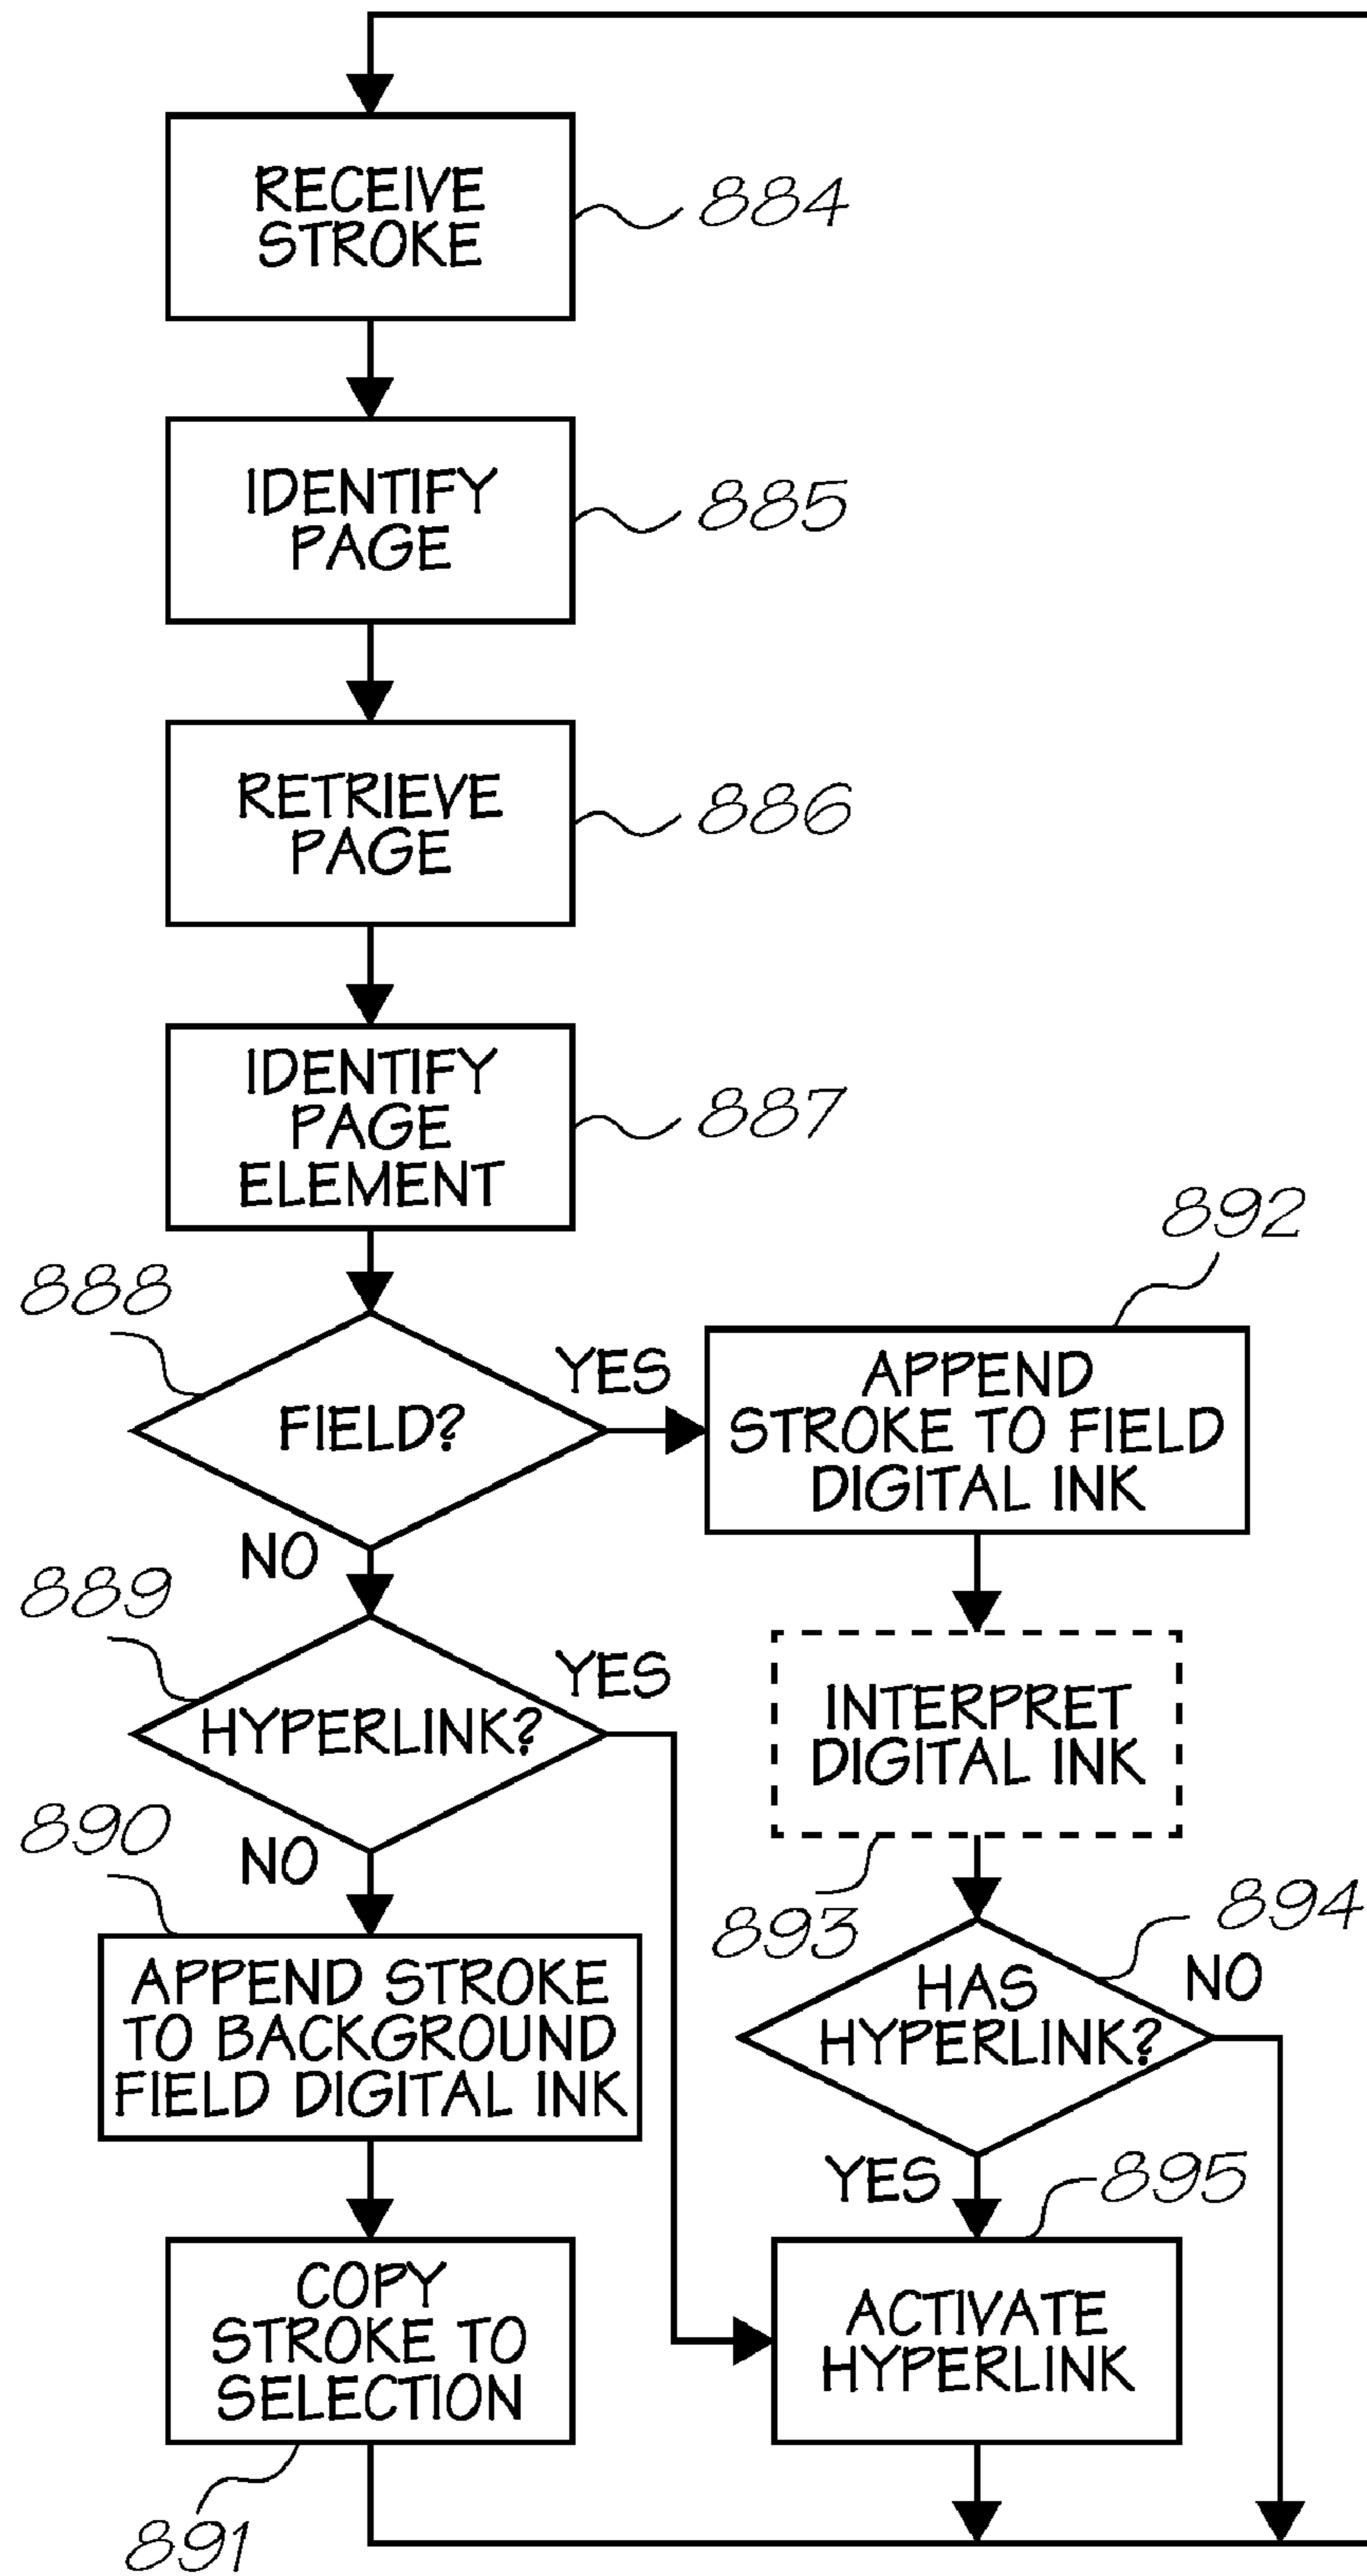 RECEIVE
STROKE
884
IDENTIFY
PAGE
885
RETRIEVE
PAGE
886
IDENTIFY
PAGE
ELEMENT
887
888
FIELD?
YES
NO
892
APPEND
STROKE TO FIELD
DIGITAL INK
889
HYPERLINK?
YES
NO
INTERPRET
DIGITAL INK
893
890
APPEND STROKE
TO BACKGROUND
FIELD DIGITAL INK
894
HAS
HYPERLINK?
NO
YES
895
COPY
STROKE TO
SELECTION
891
ACTIVATE
HYPERLINK